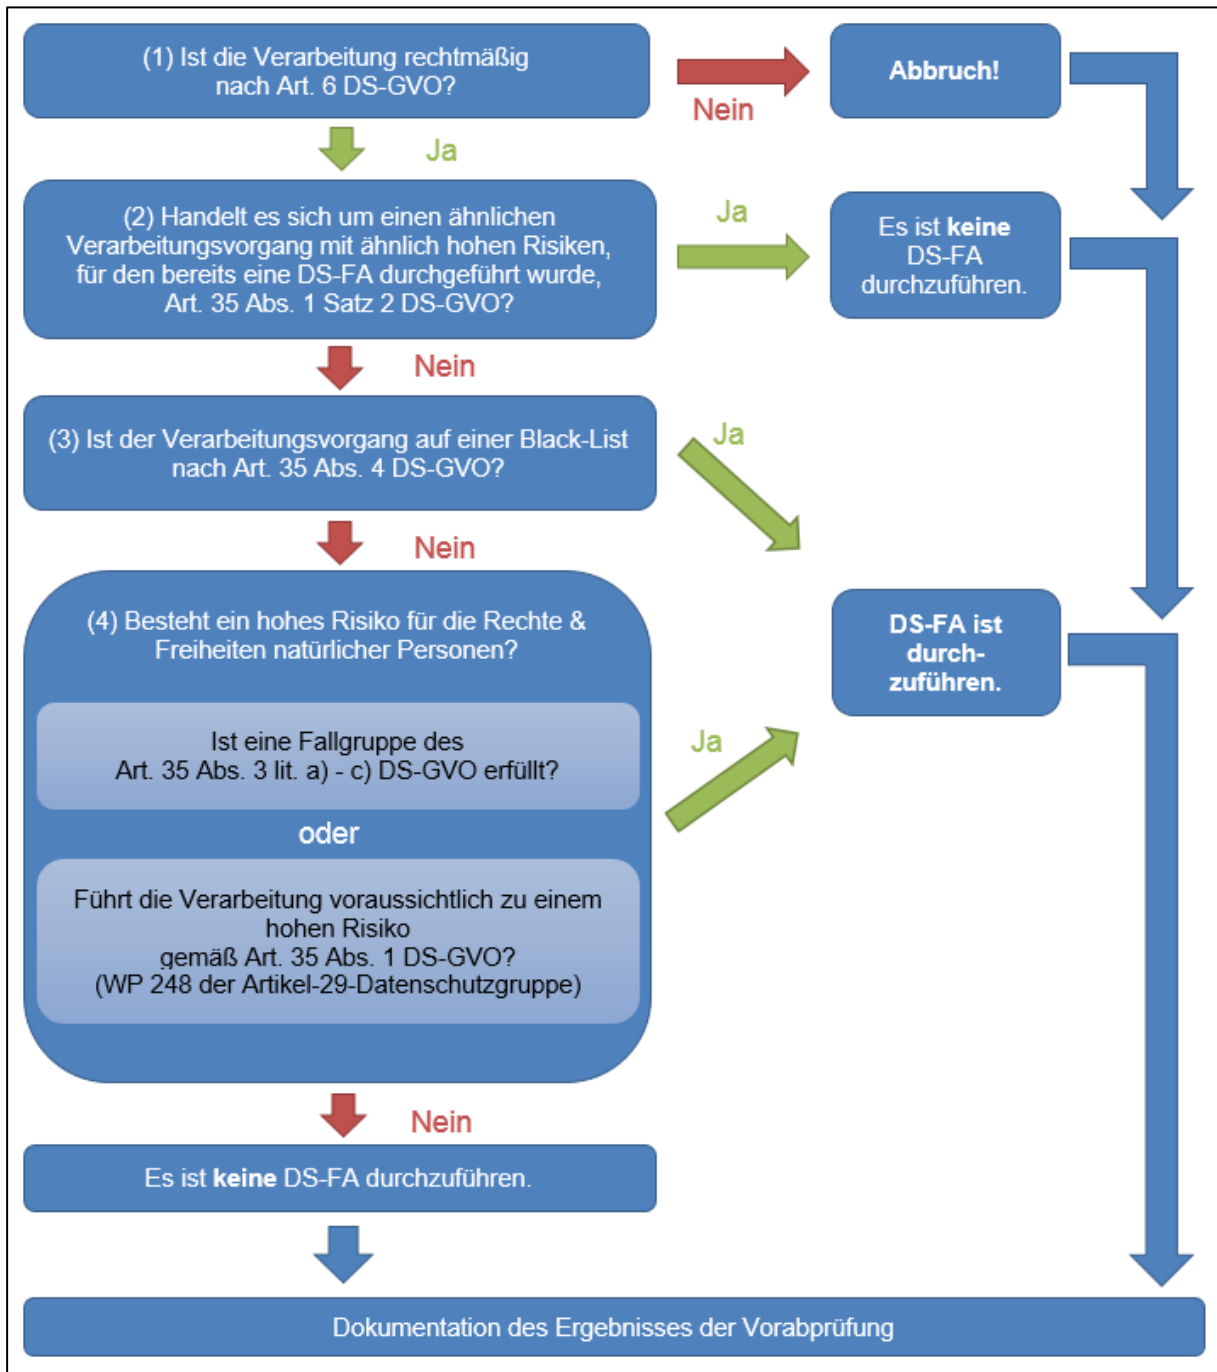 (1) Ist die Verarbeitung rechtmäßig
nach Art. 6 DS-GVO?
Nein
Abbruch!
Ja
(2) Handelt es sich um einen ähnlichen
Verarbeitungsvorgang mit ähnlich hohen Risiken,
für den bereits eine DS-FA durchgeführt wurde,
Art. 35 Abs. 1 Satz 2 DS-GVO?
Ja
Es ist keine
DS-FA
durchzuführen.
Nein
(3) Ist der Verarbeitungsvorgang auf einer Black-List
nach Art. 35 Abs. 4 DS-GVO?
Ja
Nein
(4) Besteht ein hohes Risiko für die Rechte &
Freiheiten natürlicher Personen?
Ist eine Fallgruppe des
Art. 35 Abs. 3 lit. a) - c) DS-GVO erfüllt?
oder
Führt die Verarbeitung voraussichtlich zu einem
hohen Risiko
gemäß Art. 35 Abs. 1 DS-GVO?
(WP 248 der Artikel-29-Datenschutzgruppe)
Ja
DS-FA ist
durch-
zuführen.
Nein
Es ist keine DS-FA durchzuführen.
Dokumentation des Ergebnisses der Vorabprüfung